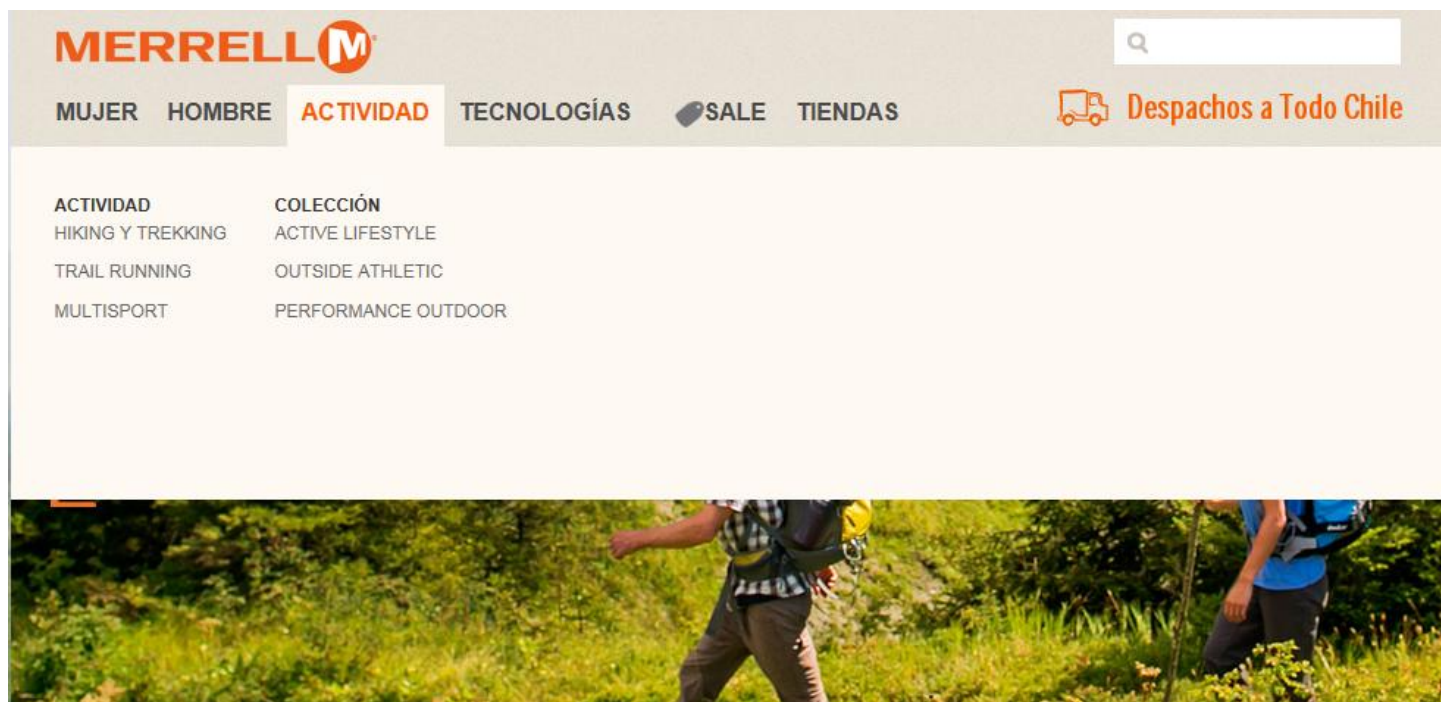 MERRELL
MUJER HOMBRE ACTIVIDAD TECNOLOGÍAS SALE TIENDAS
Despachos a Todo Chile
ACTIVIDAD
HIKING Y TREKKING
TRAIL RUNNING
MULTISPORT
COLECCIÓN
ACTIVE LIFESTYLE
OUTSIDE ATHLETIC
PERFORMANCE OUTDOOR